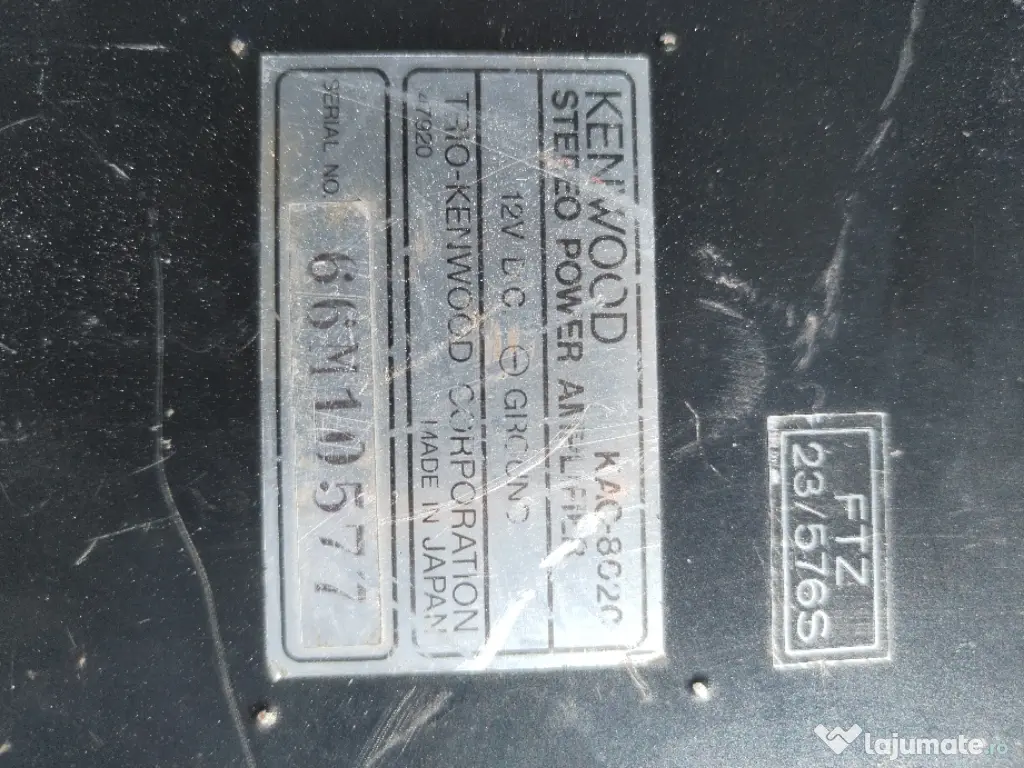 KENWOOD KAC-8020
STEREO POWER AMPLIFIER
12V DC. ⊖ GROUND
TRIO-KENWOOD CORPORATION
47920 MADE IN JAPAN
SERIAL NO. 66M10577
FTZ
23/576S
lajumate.ro